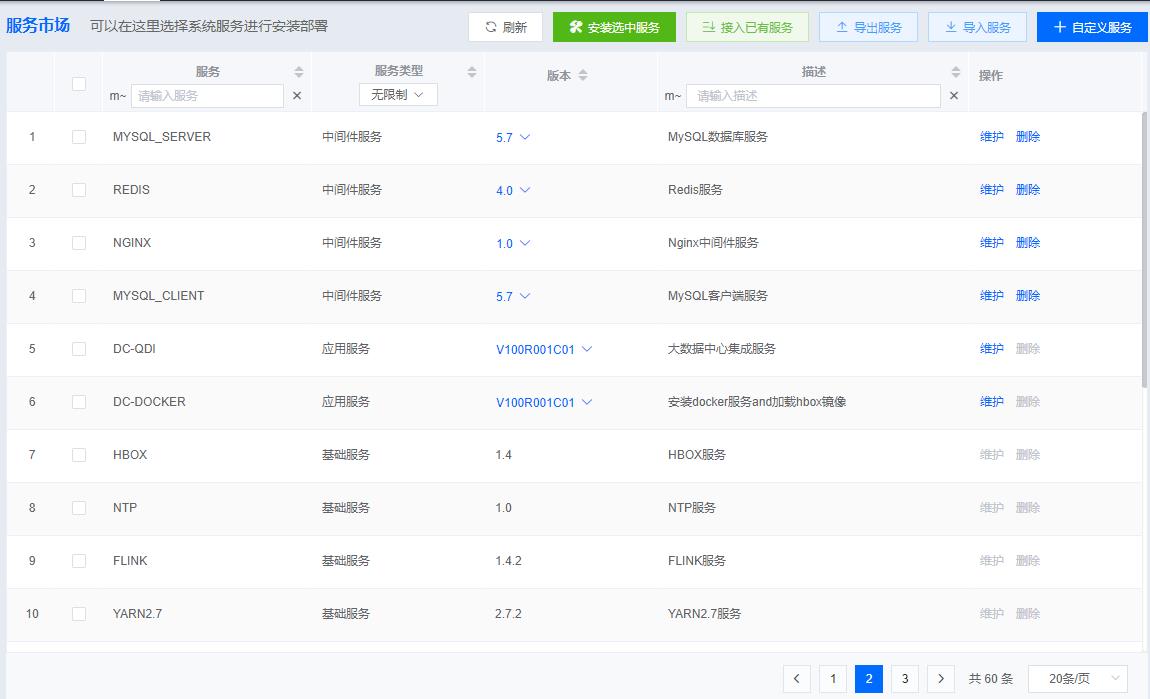 服务市场 可以在这里选择系统服务进行安装部署 刷新 安装选中服务 接入已有服务 导出服务 导入服务 自定义服务
服务 服务类型 版本 描述 操作
m~ 请输入服务 × 无限制 m~ 请输入描述 ×
1 MYSQL_SERVER 中间件服务 5.7 MySQL数据库服务 维护 删除
2 REDIS 中间件服务 4.0 Redis服务 维护 删除
3 NGINX 中间件服务 1.0 Nginx中间件服务 维护 删除
4 MYSQL_CLIENT 中间件服务 5.7 MySQL客户端服务 维护 删除
5 DC-QDI 应用服务 V100R001C01 大数据中心集成服务 维护 删除
6 DC-DOCKER 应用服务 V100R001C01 安装docker服务and加载hbox镜像 维护 删除
7 HBOX 基础服务 1.4 HBOX服务 维护 删除
8 NTP 基础服务 1.0 NTP服务 维护 删除
9 FLINK 基础服务 1.4.2 FLINK服务 维护 删除
10 YARN2.7 基础服务 2.7.2 YARN2.7服务 维护 删除
1 2 3 共 60 条 20条/页